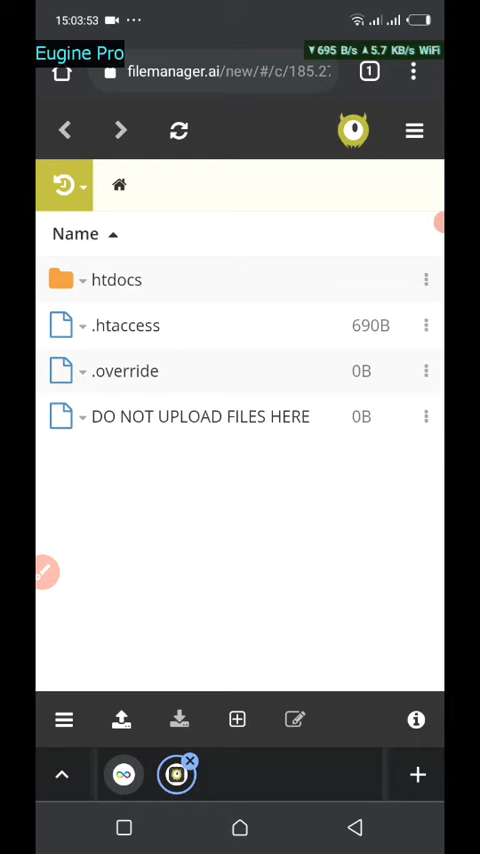 15:03:53
▼695 B/s ▲5.7 KB/s WiFi
Eugine Pro
filemanager.ai/new/#/c/185.27
1
Name
htdocs
.htaccess 690B
.override 0B
DO NOT UPLOAD FILES HERE 0B